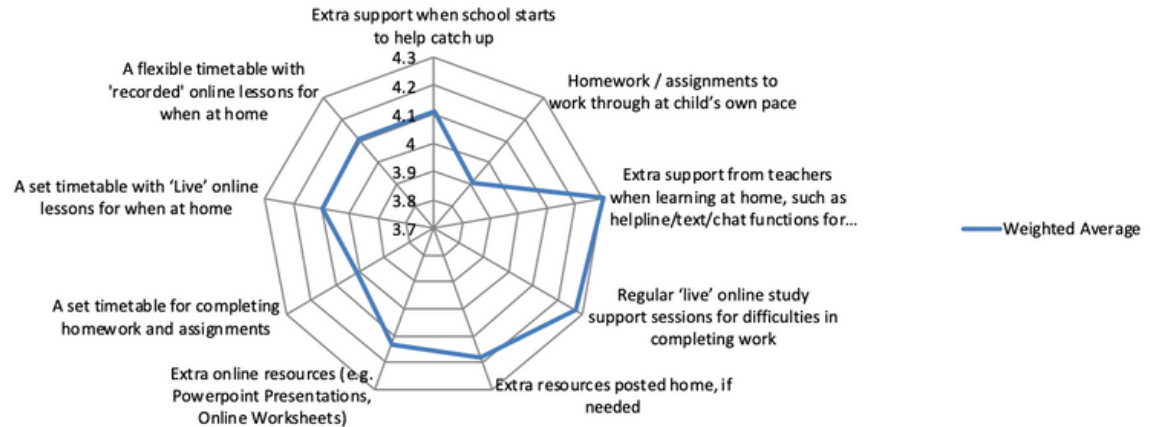 Extra support when school starts
to help catch up
4.3
4.2
4.1
4
3.9
3.8
3.7
Homework / assignments to
work through at child's own pace
Extra support from teachers
when learning at home, such as
helpline/text/chat functions for...
Regular 'live' online study
support sessions for difficulties in
completing work
Extra resources posted home, if
needed
Extra online resources (e.g.
Powerpoint Presentations,
Online Worksheets)
A set timetable for completing
homework and assignments
A set timetable with 'Live' online
lessons for when at home
A flexible timetable with
'recorded' online lessons for
when at home
Weighted Average